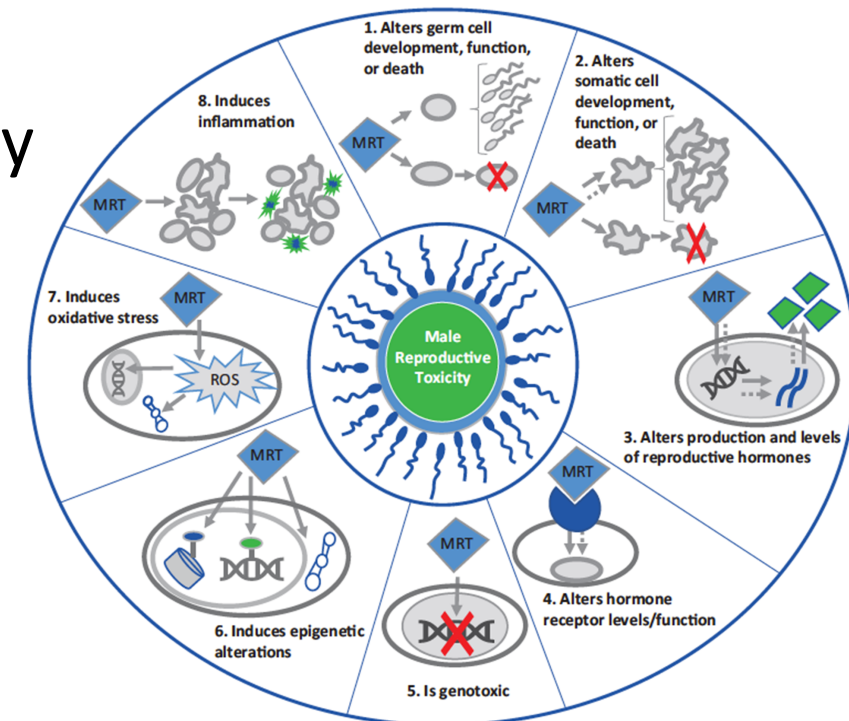 y
1. Alters germ cell
development, function,
or death
MRT
2. Alters
somatic cell
development,
function, or
death
MRT
MRT
3. Alters production and levels
of reproductive hormones
MRT
4. Alters hormone
receptor levels/function
MRT
5. Is genotoxic
MRT
6. Induces epigenetic
alterations
7. Induces
oxidative stress
MRT
ROS
8. Induces
inflammation
MRT
Male
Reproductive
Toxicity